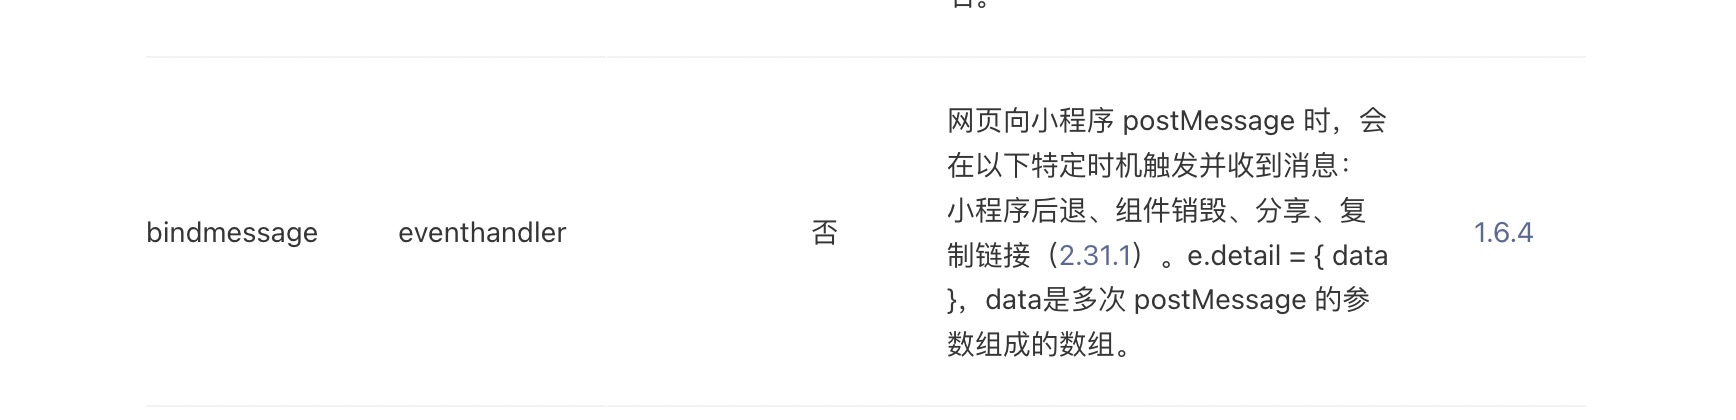 网页向小程序 postMessage 时，会
在以下特定时机触发并收到消息：
小程序后退、组件销毁、分享、复
bindmessage eventhandler 否 1.6.4
制链接（2.31.1）。e.detail = { data
}，data是多次 postMessage 的参
数组成的数组。